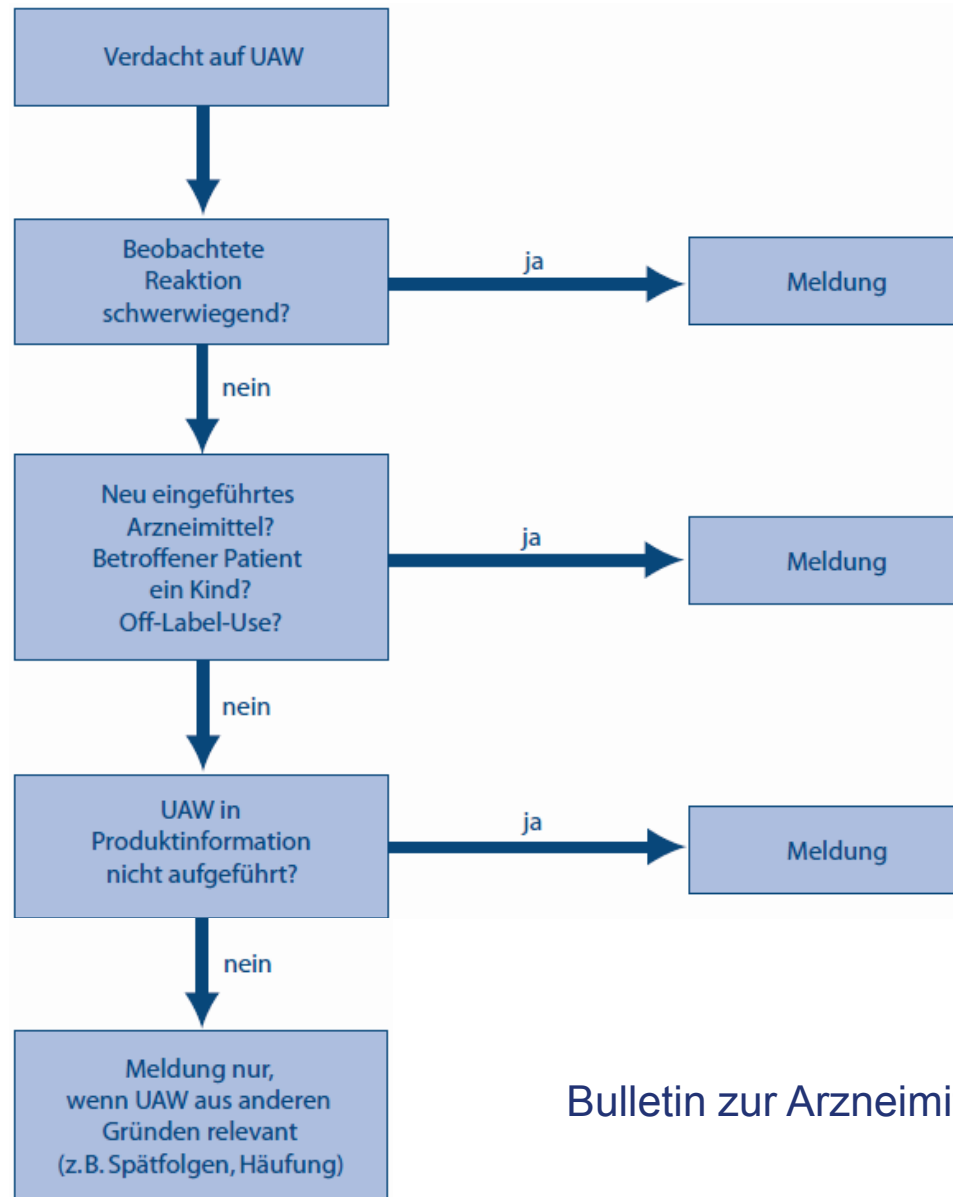 Verdacht auf UAW
Beobachtete
Reaktion
schwerwiegend?
ja
Meldung
nein
Neu eingeführtes
Arzneimittel?
Betroffener Patient
ein Kind?
Off-Label-Use?
ja
Meldung
nein
UAW in
Produktinformation
nicht aufgeführt?
ja
Meldung
nein
Meldung nur,
wenn UAW aus anderen
Gründen relevant
(z. B. Spätfolgen, Häufung)
Bulletin zur Arzneimi